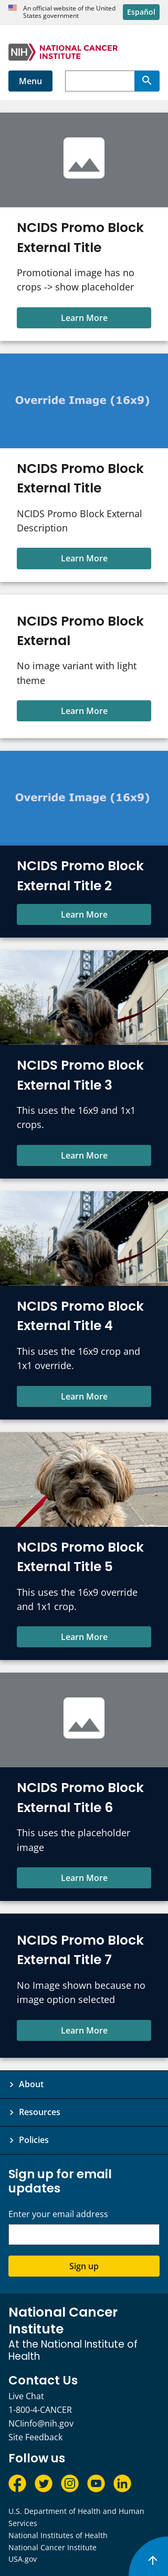 An official website of the United
States government
Español
NIH NATIONAL CANCER
INSTITUTE
Menu
NCIDS Promo Block
External Title
Promotional image has no
crops -> show placeholder
Learn More
Override Image (16x9)
NCIDS Promo Block
External Title
NCIDS Promo Block External
Description
Learn More
NCIDS Promo Block
External
No image variant with light
theme
Learn More
Override Image (16x9)
NCIDS Promo Block
External Title 2
Learn More
NCIDS Promo Block
External Title 3
This uses the 16x9 and 1x1
crops.
Learn More
NCIDS Promo Block
External Title 4
This uses the 16x9 crop and
1x1 override.
Learn More
NCIDS Promo Block
External Title 5
This uses the 16x9 override
and 1x1 crop.
Learn More
NCIDS Promo Block
External Title 6
This uses the placeholder
image
Learn More
NCIDS Promo Block
External Title 7
No Image shown because no
image option selected
Learn More
About
Resources
Policies
Sign up for email
updates
Enter your email address
Sign up
National Cancer
Institute
At the National Institute of
Health
Contact Us
Live Chat
1-800-4-CANCER
NCIinfo@nih.gov
Site Feedback
Follow us
U.S. Department of Health and Human
Services
National Institutes of Health
National Cancer Institute
USA.gov